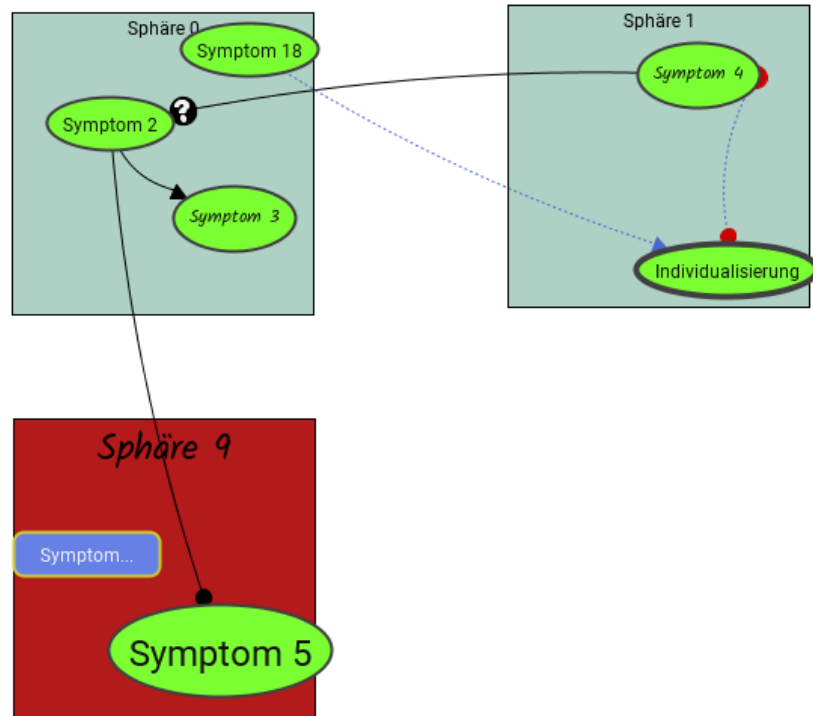 Sphäre 0
Symptom 18
Symptom 2
?
Symptom 3
Sphäre 1
Symptom 4
Individualisierung
Sphäre 9
Symptom...
Symptom 5